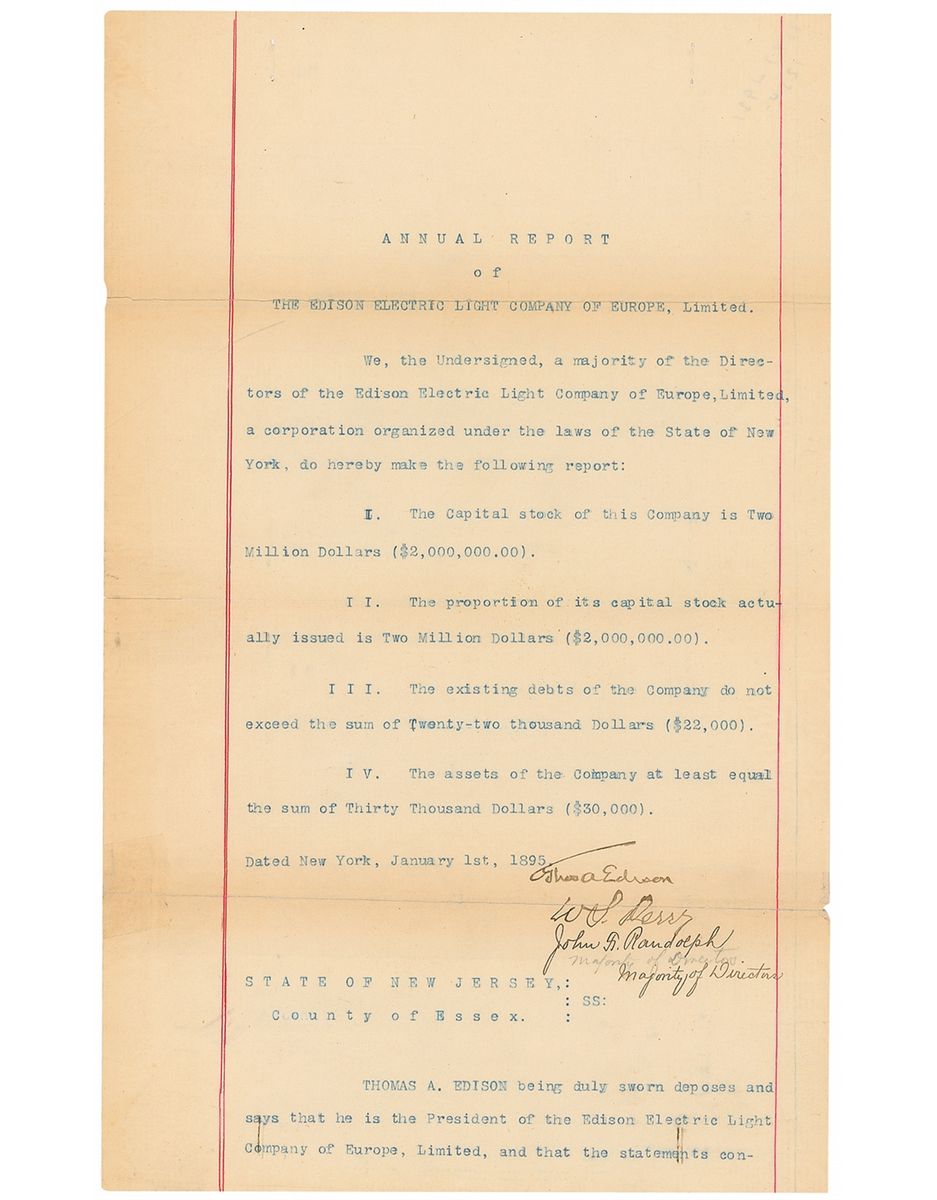 ANNUAL REPORT
of
THE EDISON ELECTRIC LIGHT COMPANY OF EUROPE, Limited.
We, the Undersigned, a majority of the Direc-
tors of the Edison Electric Light Company of Europe,Limited,
a corporation organized under the laws of the State of New
York, do hereby make the following report:
I. The Capital stock of this Company is Two
Million Dollars ($2,000,000.00).
II. The proportion of its capital stock actu-
ally issued is Two Million Dollars ($2,000,000.00).
III. The existing debts of the Company do not
exceed the sum of Twenty-two thousand Dollars ($22,000).
IV. The assets of the Company at least equal
the sum of Thirty Thousand Dollars ($30,000).
Dated New York, January 1st, 1895.
Thos A Edison
W S. Perry
John F. Randolph
Majority of Directors.
Majority of Directors
STATE OF NEW JERSEY,:
: SS:
County of Essex. :
THOMAS A. EDISON being duly sworn deposes and
says that he is the President of the Edison Electric Light
Company of Europe, Limited, and that the statements con-